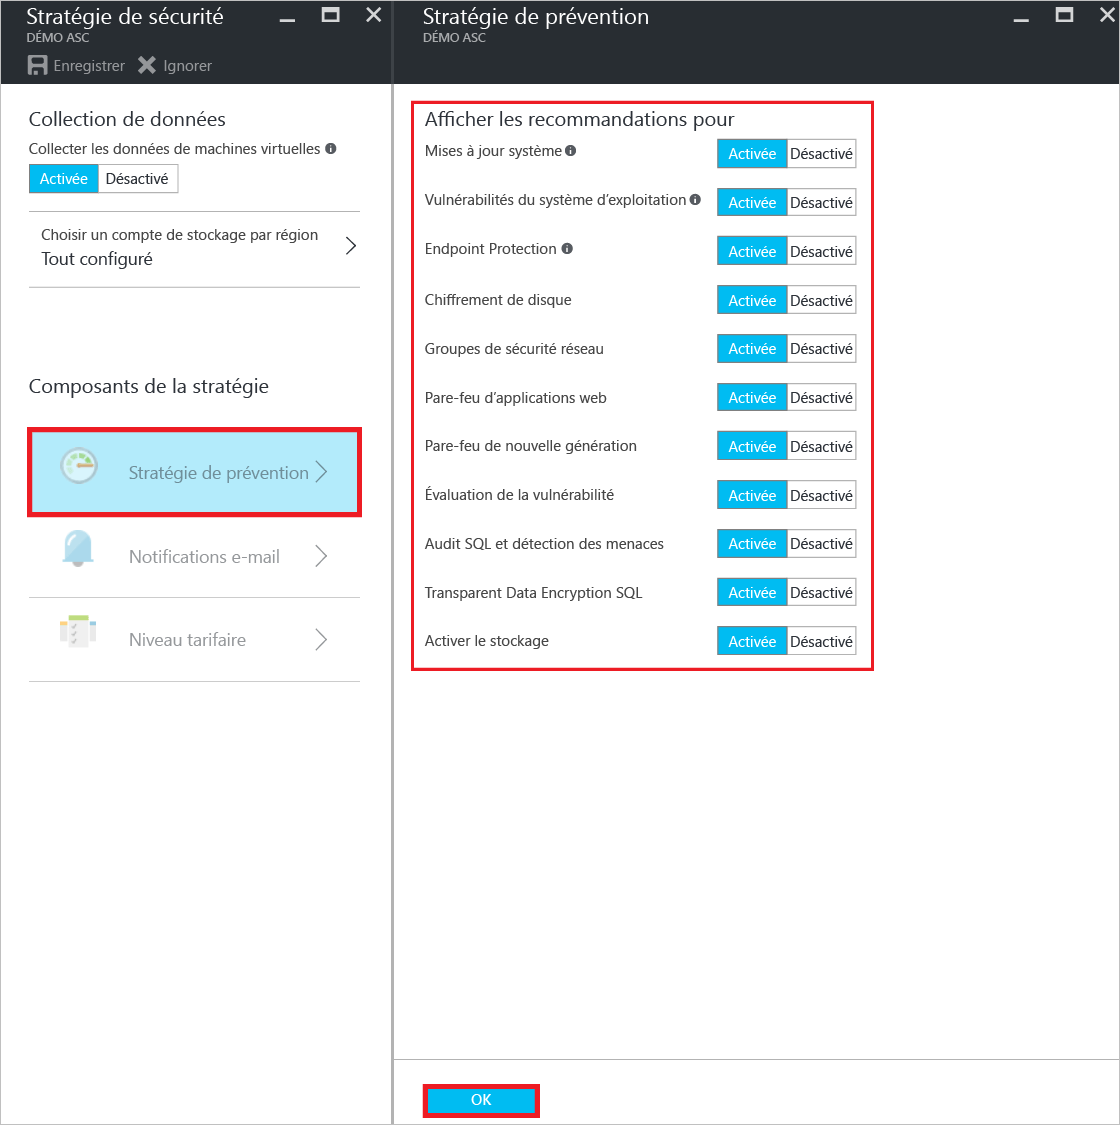 Stratégie de sécurité
DÉMO ASC
Enregistrer Ignorer
Collection de données
Collecter les données de machines virtuelles
Activée Désactivé
Choisir un compte de stockage par région
Tout configuré
Composants de la stratégie
Stratégie de prévention
Notifications e-mail
Niveau tarifaire
Stratégie de prévention
DÉMO ASC
Afficher les recommandations pour
Mises à jour système Activée Désactivé
Vulnérabilités du système d’exploitation Activée Désactivé
Endpoint Protection Activée Désactivé
Chiffrement de disque Activée Désactivé
Groupes de sécurité réseau Activée Désactivé
Pare-feu d’applications web Activée Désactivé
Pare-feu de nouvelle génération Activée Désactivé
Évaluation de la vulnérabilité Activée Désactivé
Audit SQL et détection des menaces Activée Désactivé
Transparent Data Encryption SQL Activée Désactivé
Activer le stockage Activée Désactivé
OK